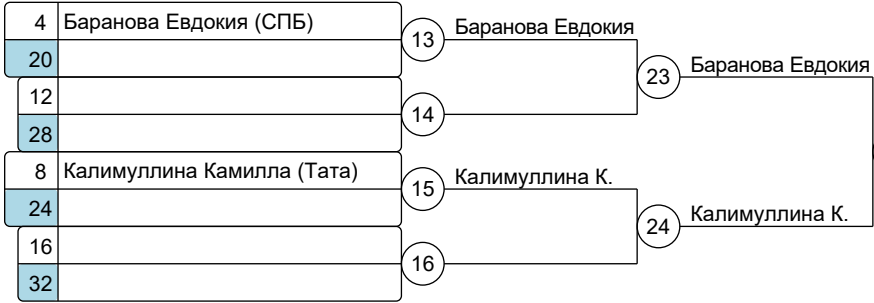 4 Баранова Евдокия (СПБ)
20
12
28
8 Калимуллина Камилла (Тата)
24
16
32
13 Баранова Евдокия
14
15 Калимуллина К.
16
23 Баранова Евдокия
24 Калимуллина К.